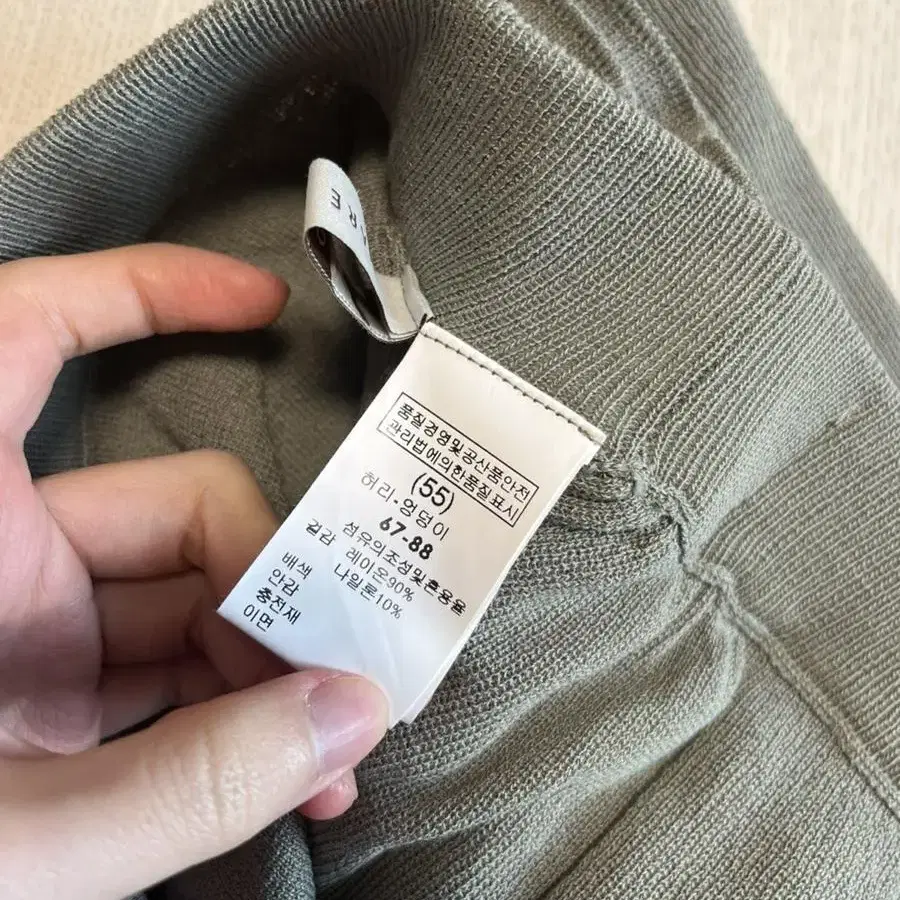 RE
품질경영및공산품안전
관리법에의한품질표시
(55)
허리-엉덩이
67-88
섬유의조성및혼용율
겉감 레이온90%
나일론10%
배색
안감
충전재
이면